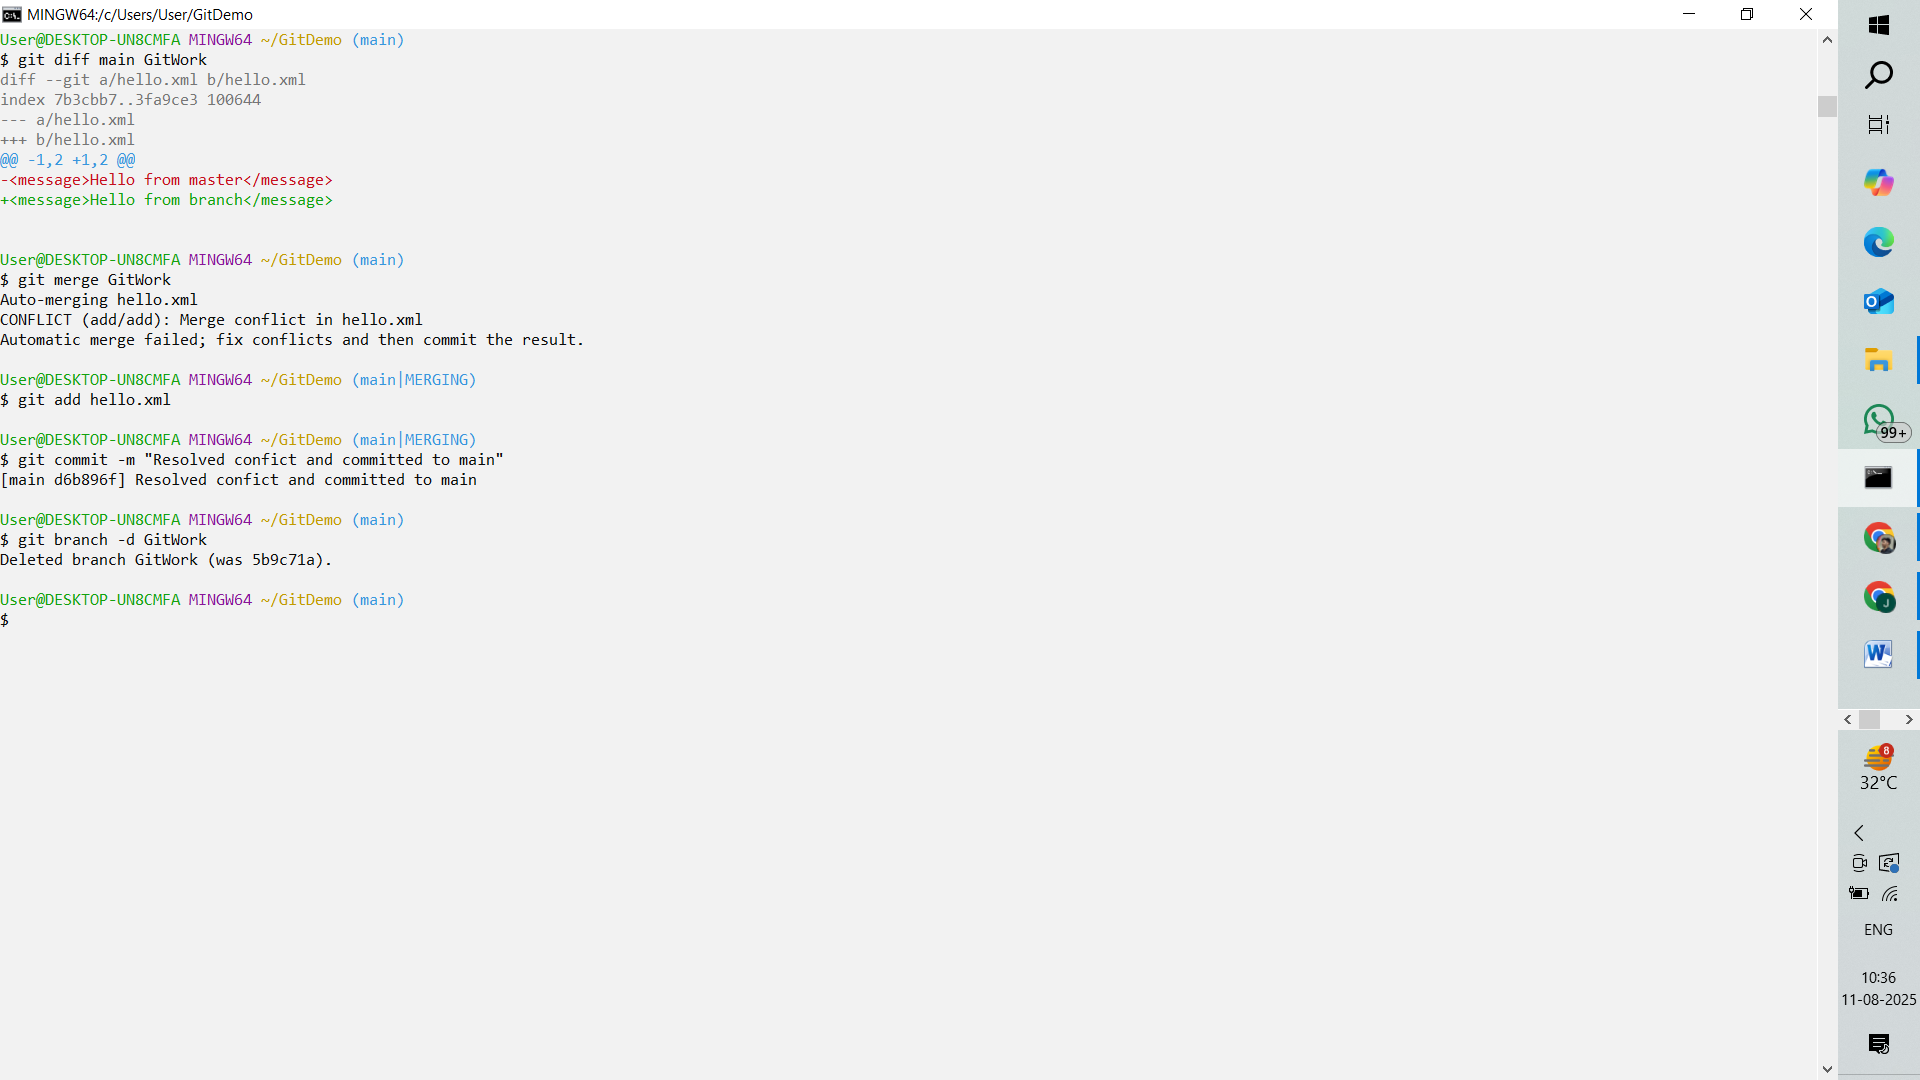 MINGW64:/c/Users/User/GitDemo
User@DESKTOP-UN8CMFA MINGW64 ~/GitDemo (main)
$ git diff main GitWork
diff --git a/hello.xml b/hello.xml
index 7b3cbb7..3fa9ce3 100644
--- a/hello.xml
+++ b/hello.xml
@@ -1,2 +1,2 @@
-<message>Hello from master</message>
+<message>Hello from branch</message>
User@DESKTOP-UN8CMFA MINGW64 ~/GitDemo (main)
$ git merge GitWork
Auto-merging hello.xml
CONFLICT (add/add): Merge conflict in hello.xml
Automatic merge failed; fix conflicts and then commit the result.
User@DESKTOP-UN8CMFA MINGW64 ~/GitDemo (main|MERGING)
$ git add hello.xml
User@DESKTOP-UN8CMFA MINGW64 ~/GitDemo (main|MERGING)
$ git commit -m "Resolved confict and committed to main"
[main d6b896f] Resolved confict and committed to main
User@DESKTOP-UN8CMFA MINGW64 ~/GitDemo (main)
$ git branch -d GitWork
Deleted branch GitWork (was 5b9c71a).
User@DESKTOP-UN8CMFA MINGW64 ~/GitDemo (main)
$
99+
J
W
8
32°C
ENG
10:36
11-08-2025